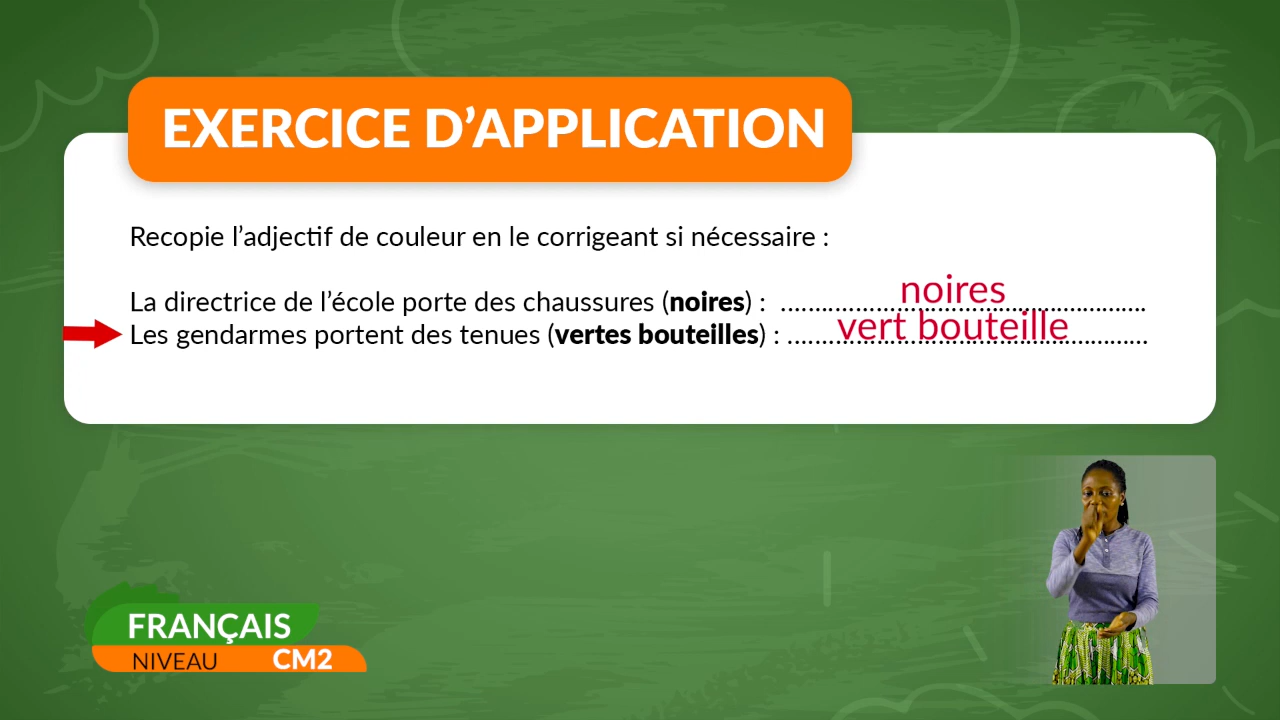 EXERCICE D’APPLICATION
Recopie l’adjectif de couleur en le corrigeant si nécessaire :
La directrice de l’école porte des chaussures (noires) : ........................................................ noires
Les gendarmes portent des tenues (vertes bouteilles) : ........................................................ vert bouteille
FRANÇAIS
NIVEAU CM2